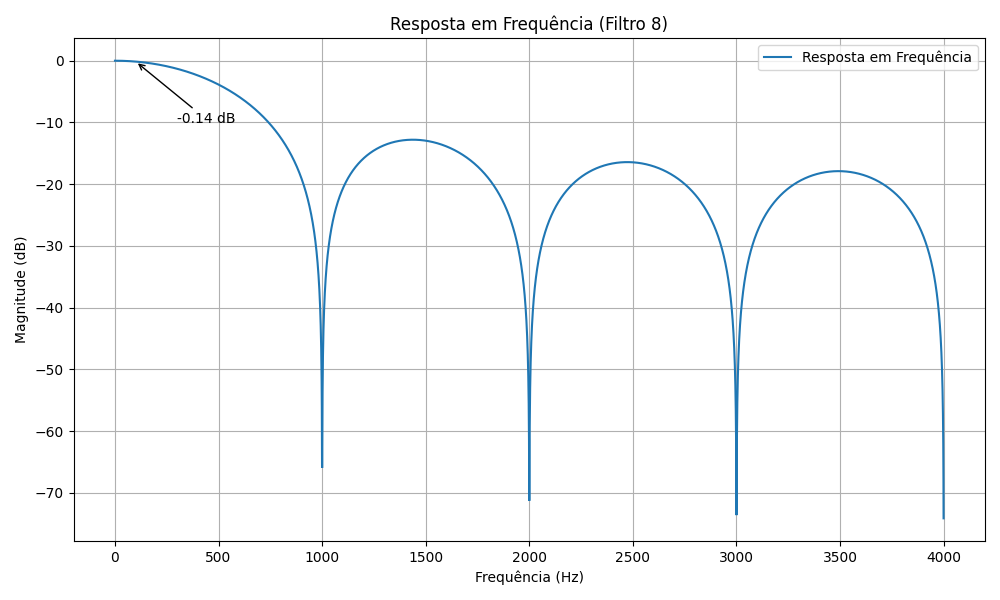 Resposta em Frequência (Filtro 8)
Resposta em Frequência
-0.14 dB
Magnitude (dB)
0
−10
−20
−30
−40
−50
−60
−70
0 500 1000 1500 2000 2500 3000 3500 4000
Frequência (Hz)